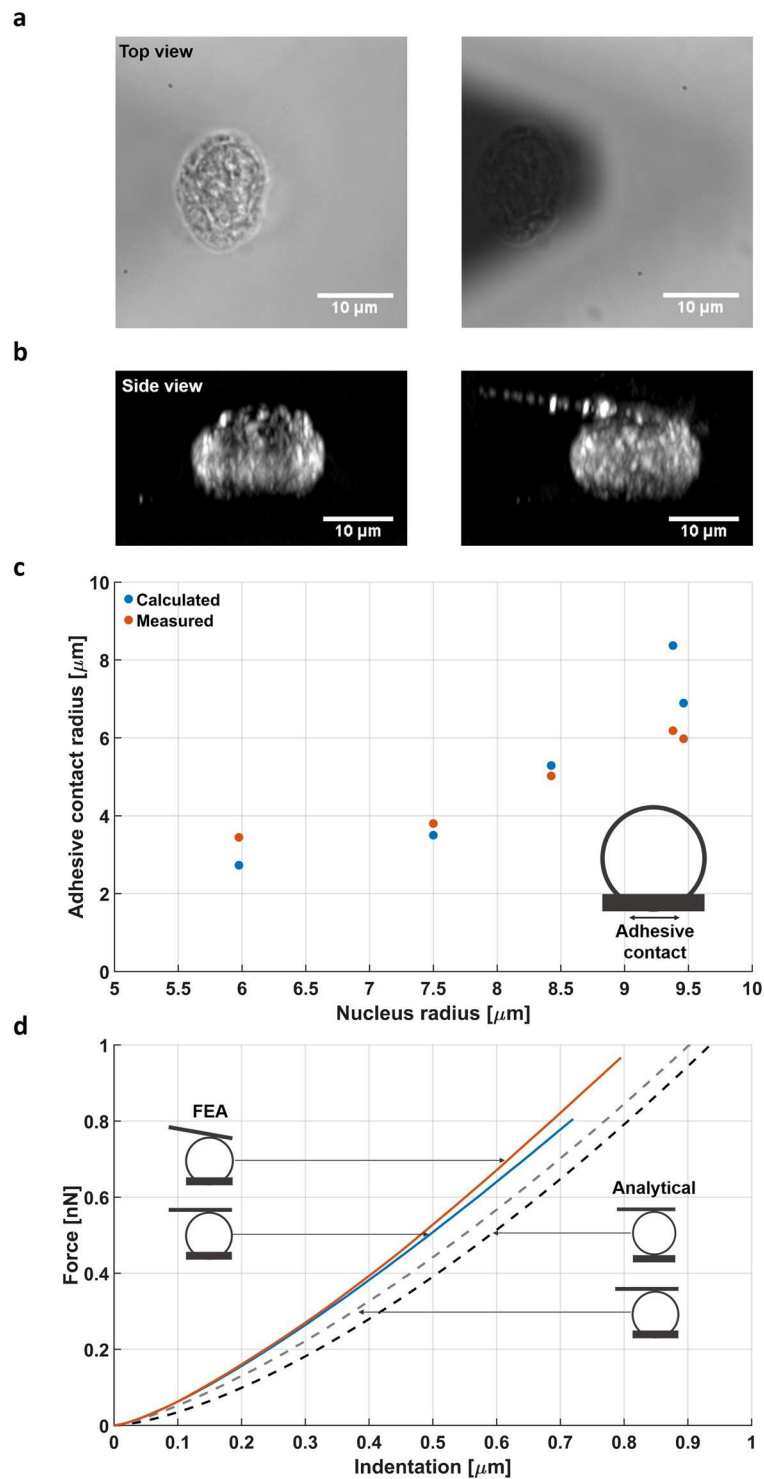 a
Top view
10 µm
10 µm
b
Side view
10 µm
10 µm
c
Adhesive contact radius [µm]
10
8
6
4
2
0
Calculated
Measured
Adhesive
contact
5 5.5 6 6.5 7 7.5 8 8.5 9 9.5 10
Nucleus radius [µm]
d
Force [nN]
1
0.8
0.6
0.4
0.2
0
FEA
Analytical
0 0.1 0.2 0.3 0.4 0.5 0.6 0.7 0.8 0.9 1
Indentation [µm]